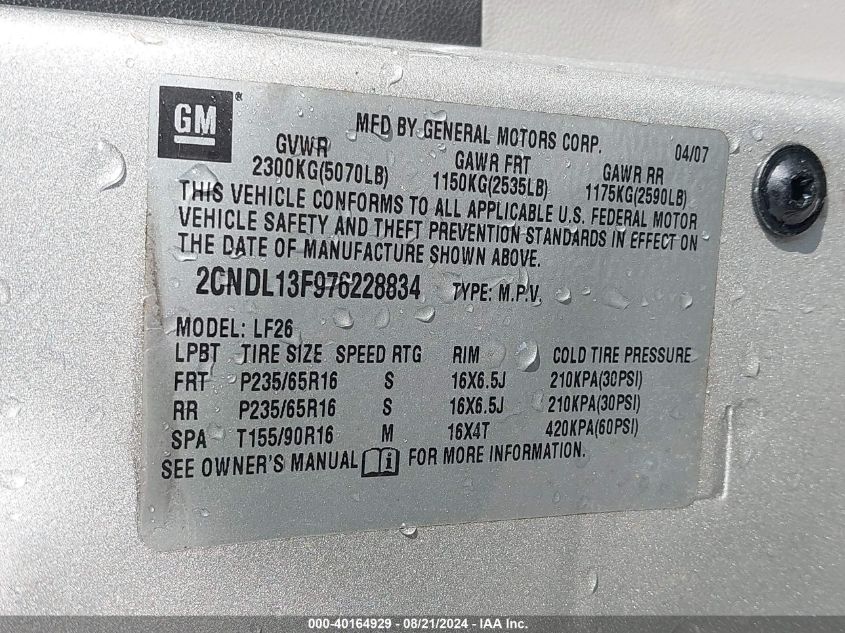 GM®
MFD BY GENERAL MOTORS CORP. 04/07
GVWR GAWR FRT GAWR RR
2300KG(5070LB) 1150KG(2535LB) 1175KG(2590LB)
THIS VEHICLE CONFORMS TO ALL APPLICABLE U.S. FEDERAL MOTOR
VEHICLE SAFETY AND THEFT PREVENTION STANDARDS IN EFFECT ON
THE DATE OF MANUFACTURE SHOWN ABOVE.
2CNDL13F976228834 TYPE: M.P.V.
MODEL: LF26
LPBT TIRE SIZE SPEED RTG RIM COLD TIRE PRESSURE
FRT P235/65R16 S 16X6.5J 210KPA(30PSI)
RR P235/65R16 S 16X6.5J 210KPA(30PSI)
SPA T155/90R16 M 16X4T 420KPA(60PSI)
SEE OWNER'S MANUAL FOR MORE INFORMATION.
000-40164929 - 08/21/2024 - IAA Inc.